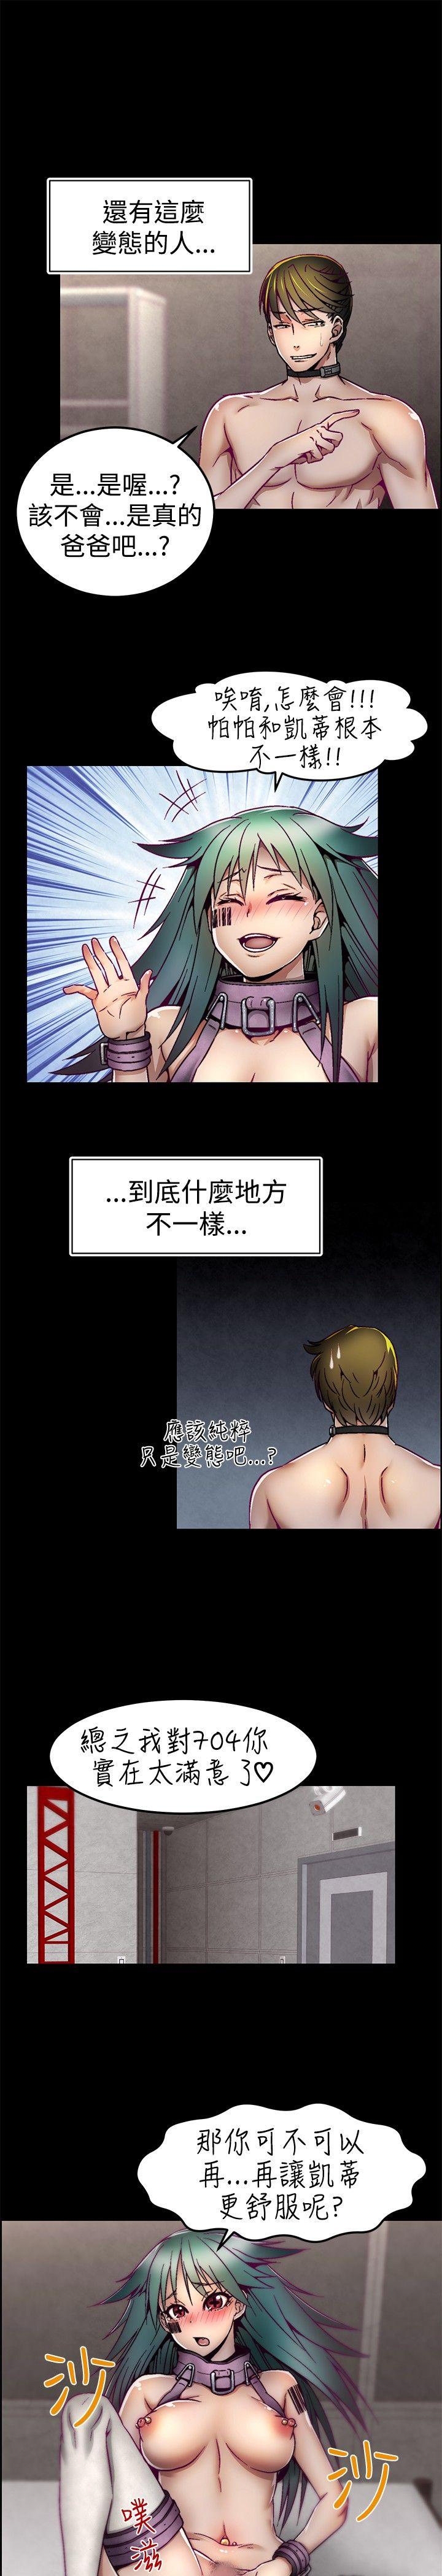 還有這麼
變態的人...
是...是喔...?
該不會...是真的
爸爸吧...?
唉唷,怎麼會!!!
帕帕和凱蒂根本
不一樣!!
...到底什麼地方
不一樣...
應該純粹
只是變態吧...?
總之我對704你
實在太滿意了♡
那你可不可以
再...再讓凱蒂
更舒服呢?
沙
沙
噗
滋